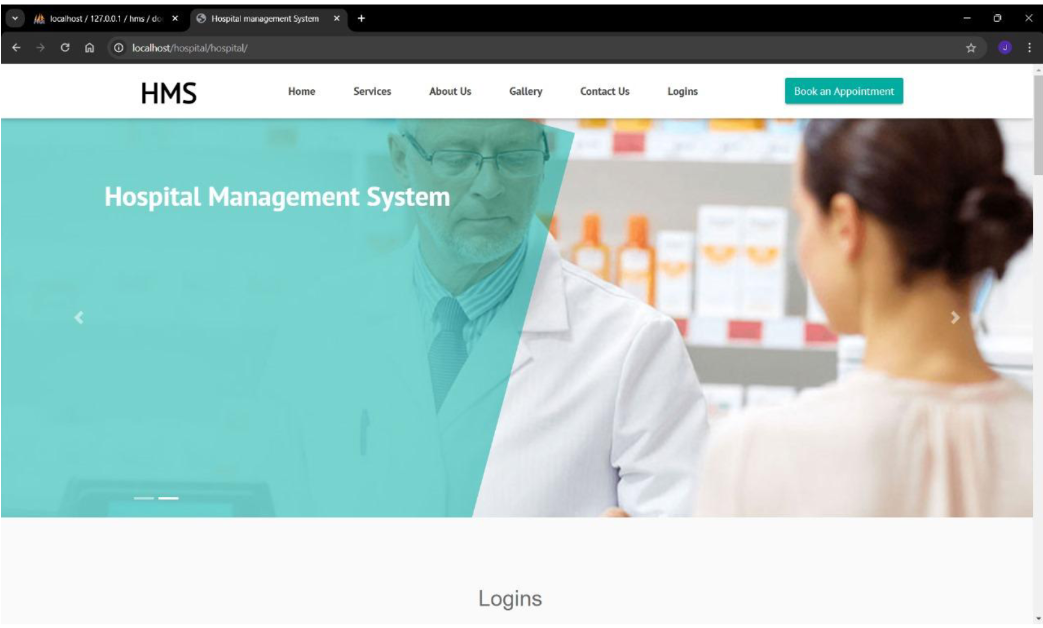 localhost / 127.0.0.1 / hms / do
Hospital management System
localhost/hospital/hospital/
J
HMS
Home
Services
About Us
Gallery
Contact Us
Logins
Book an Appointment
Hospital Management System
Logins